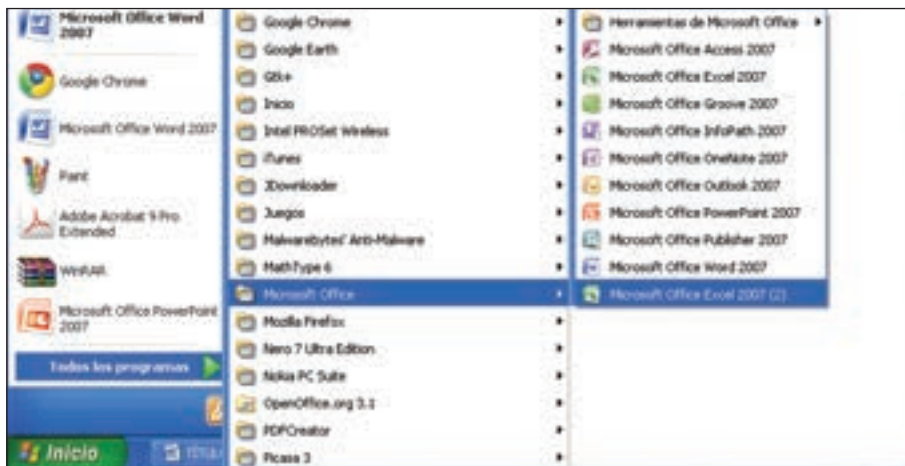 Microsoft Office Word
2007
Google Chrome
Microsoft Office Word 2007
Paint
Adobe Acrobat 9 Pro
Extended
WinRAR
Microsoft Office PowerPoint
2007
Todos los programas
Inicio
Google Chrome
Google Earth
Gtk+
Inicio
Intel PROSet Wireless
iTunes
JDownloader
Juegos
Malwarebytes' Anti-Malware
MathType 6
Microsoft Office
Mozilla Firefox
Nero 7 Ultra Edition
Nokia PC Suite
OpenOffice.org 3.1
PDFCreator
Picasa 3
Herramientas de Microsoft Office
Microsoft Office Access 2007
Microsoft Office Excel 2007
Microsoft Office Groove 2007
Microsoft Office InfoPath 2007
Microsoft Office OneNote 2007
Microsoft Office Outlook 2007
Microsoft Office PowerPoint 2007
Microsoft Office Publisher 2007
Microsoft Office Word 2007
Microsoft Office Excel 2007 (2)